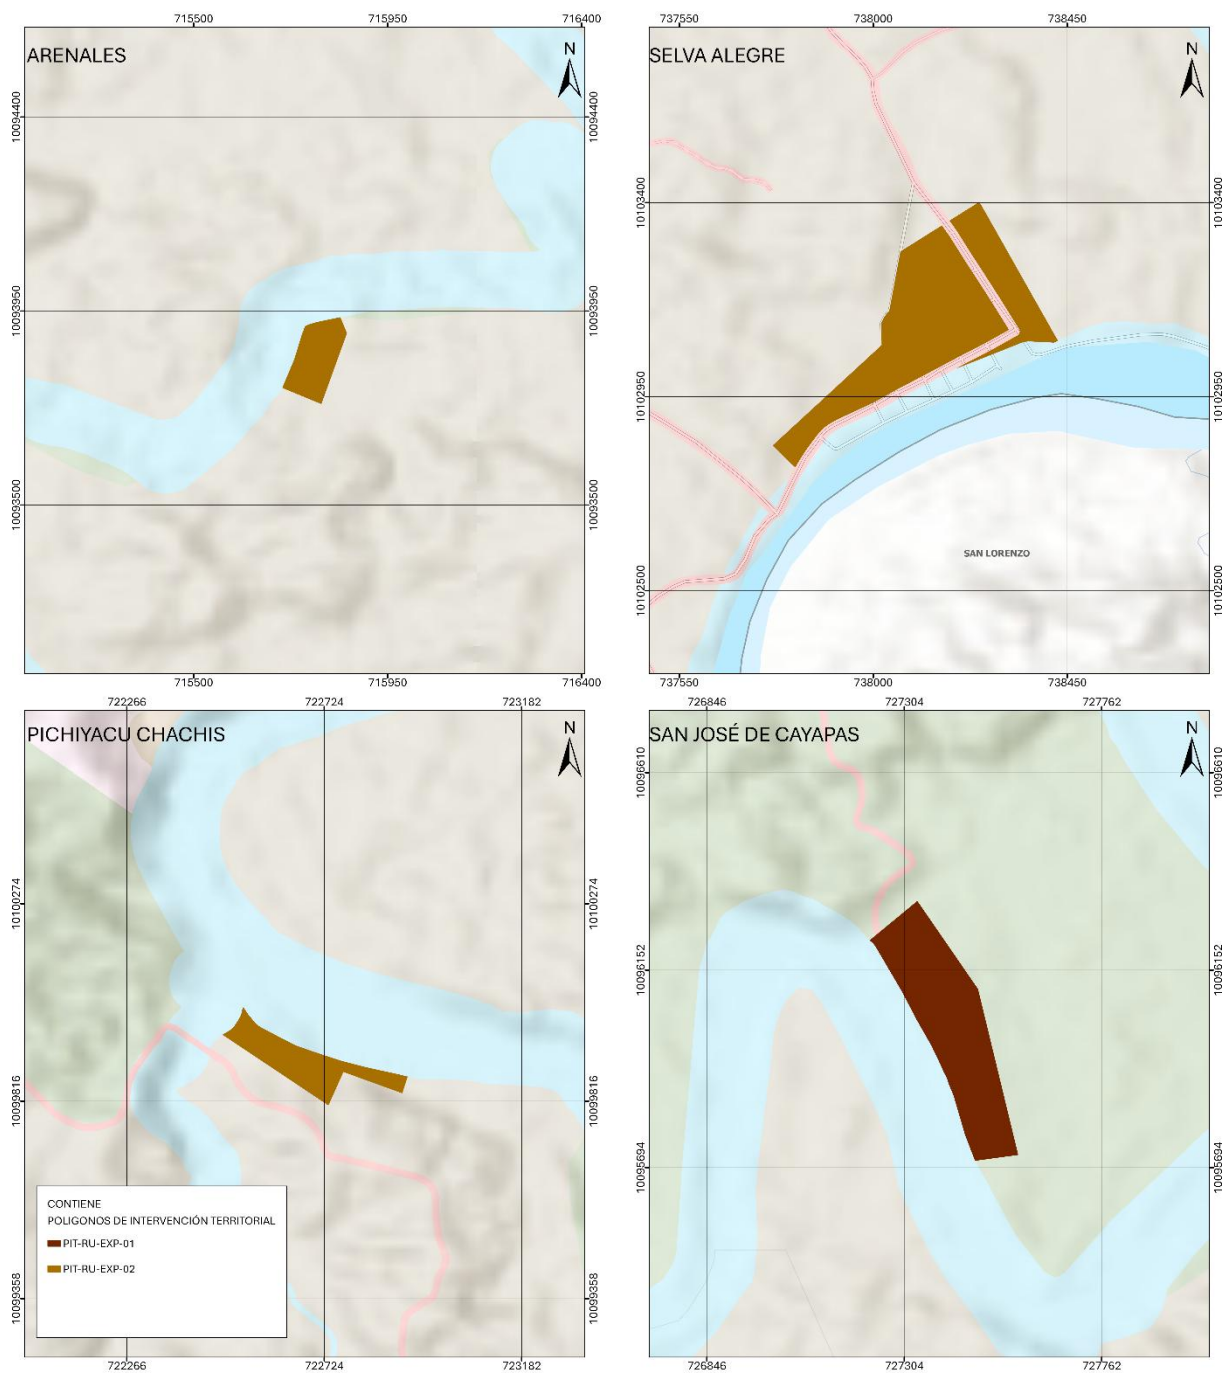 715500 715950 716400
ARENALES
N
10094400 10094400
10093950 10093950
10093500 10093500
715500 715950 716400
737550 738000 738450
SELVA ALEGRE
N
10103400 10103400
10102950 10102950
SAN LORENZO
10102500 10102500
737550 738000 738450
722266 722724 723182
PICHIYACU CHACHIS
N
10100274 10100274
10099816 10099816
CONTIENE
POLIGONOS DE INTERVENCIÓN TERRITORIAL
PIT-RU-EXP-01
PIT-RU-EXP-02
10099358 10099358
722266 722724 723182
726846 727304 727762
SAN JOSÉ DE CAYAPAS
N
10096610 10096610
10096152 10096152
10095694 10095694
726846 727304 727762